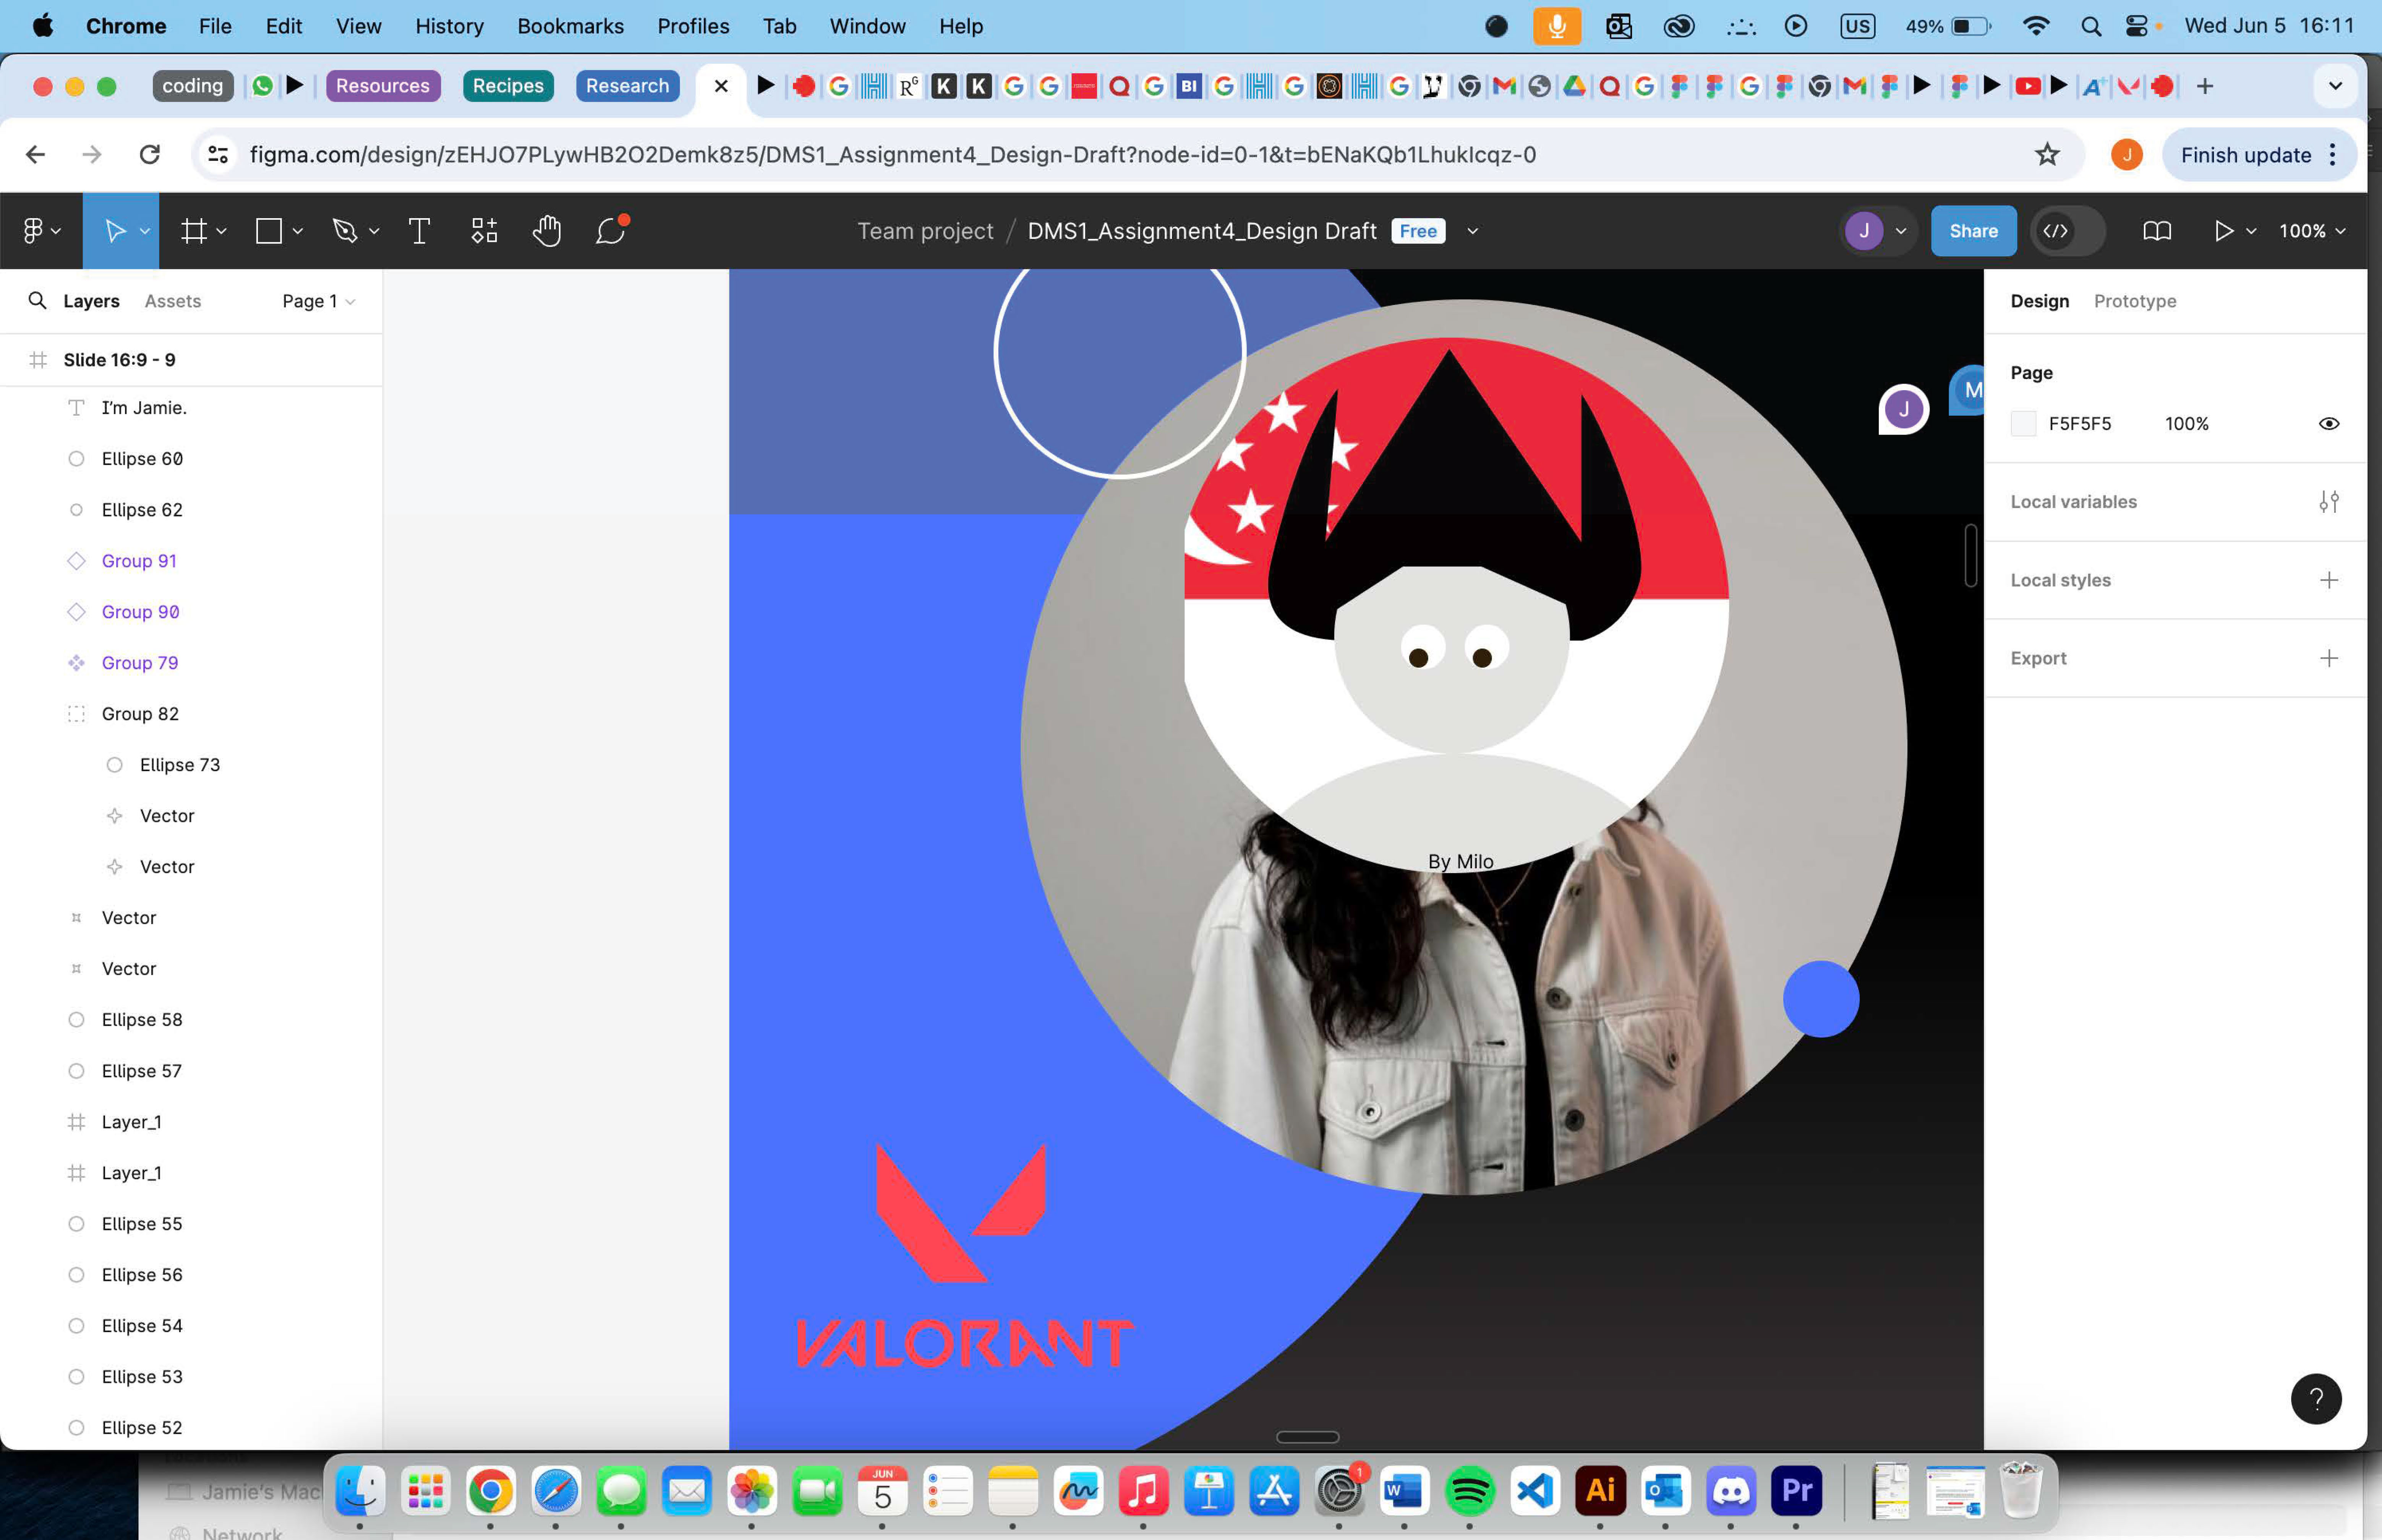 Chrome File Edit View History Bookmarks Profiles Tab Window Help US 49% Wed Jun 5 16:11
coding Resources Recipes Research RG K K BI
figma.com/design/zEHJO7PLywHB2O2Demk8z5/DMS1_Assignment4_Design-Draft?node-id=0-1&t=bENaKQb1LhukIcqz-0 J Finish update
Team project / DMS1_Assignment4_Design Draft Free J Share 100%
Layers Assets Page 1
Design Prototype
Slide 16:9 - 9
Page
I'm Jamie.
J
M
F5F5F5 100%
Ellipse 60
Ellipse 62
Local variables
Group 91
Local styles
Group 90
Group 79
Export
Group 82
Ellipse 73
Vector
Vector
By Milo
Vector
Vector
Ellipse 58
Ellipse 57
Layer_1
Layer_1
Ellipse 55
Ellipse 56
Ellipse 54
VALORANT
Ellipse 53
?
Ellipse 52
Jamie's Mac
JUN
5
1
W
Ai
Pr
Network